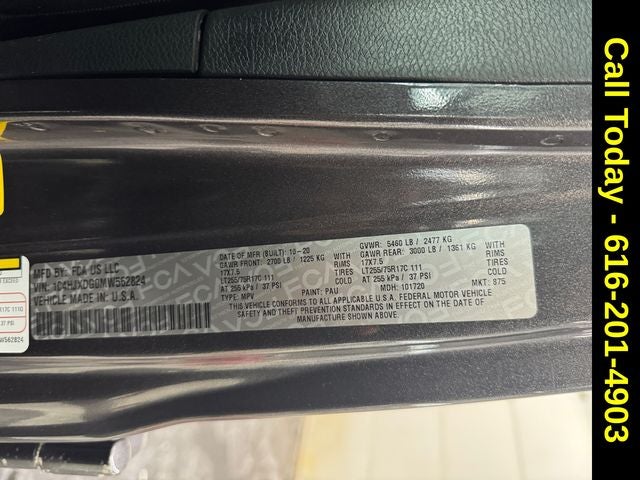 MFD. BY:
FCA US LLC
VIN: 1C4HJXDG0MW562824
VEHICLE MADE IN U.S.A.
DATE OF MFR (BUILT): 10-20 GVWR: 5460 LB / 2477 KG
GAWR FRONT: 2700 LB / 1225 KG WITH GAWR REAR: 3000 LB / 1361 KG WITH
17X7.5 RIMS 17X7.5 RIMS
LT255/75R17C 111 TIRES LT255/75R17C 111 TIRES
AT 255 kPa / 37 PSI COLD AT 255 kPa / 37 PSI COLD
TYPE: MPV PAINT: PAU MDH: 101720 MKT: 875
THIS VEHICLE CONFORMS TO ALL APPLICABLE U.S.A. FEDERAL MOTOR VEHICLE
SAFETY AND THEFT PREVENTION STANDARDS IN EFFECT ON THE DATE OF
MANUFACTURE SHOWN ABOVE.
R17C 111C
37 PSI
W562824
Call Today - 616-201-4903